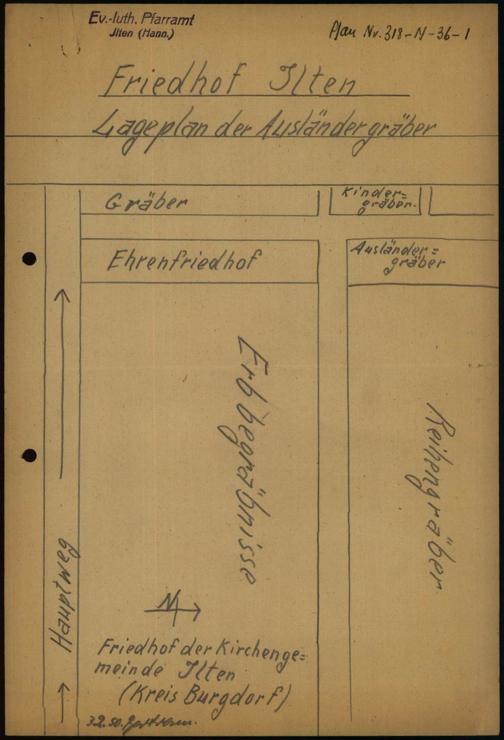 Ev.-luth. Pfarramt
Ilten (Hann.)
Plan Nr. 318-N-36-1
Friedhof Ilten
Lageplan der Ausländergräber
Gräber
Kinder=
gräber.
Ehrenfriedhof
Ausländer=
gräber
Erbbegräbnisse
Reihengräber
Hauptweg
N
Friedhof der Kirchenge=
meinde Ilten
(Kreis Burgdorf)